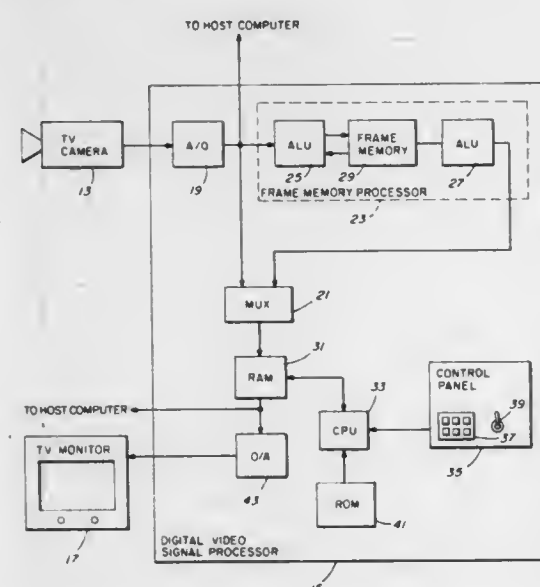 TO HOST COMPUTER
TV
CAMERA
13
A/D
19
ALU
25
FRAME
MEMORY
29
ALU
27
FRAME MEMORY PROCESSOR
23
MUX
21
RAM
31
TO HOST COMPUTER
CPU
33
CONTROL
PANEL
39
37
35
TV MONITOR
17
D/A
43
ROM
41
DIGITAL VIDEO
SIGNAL PROCESSOR